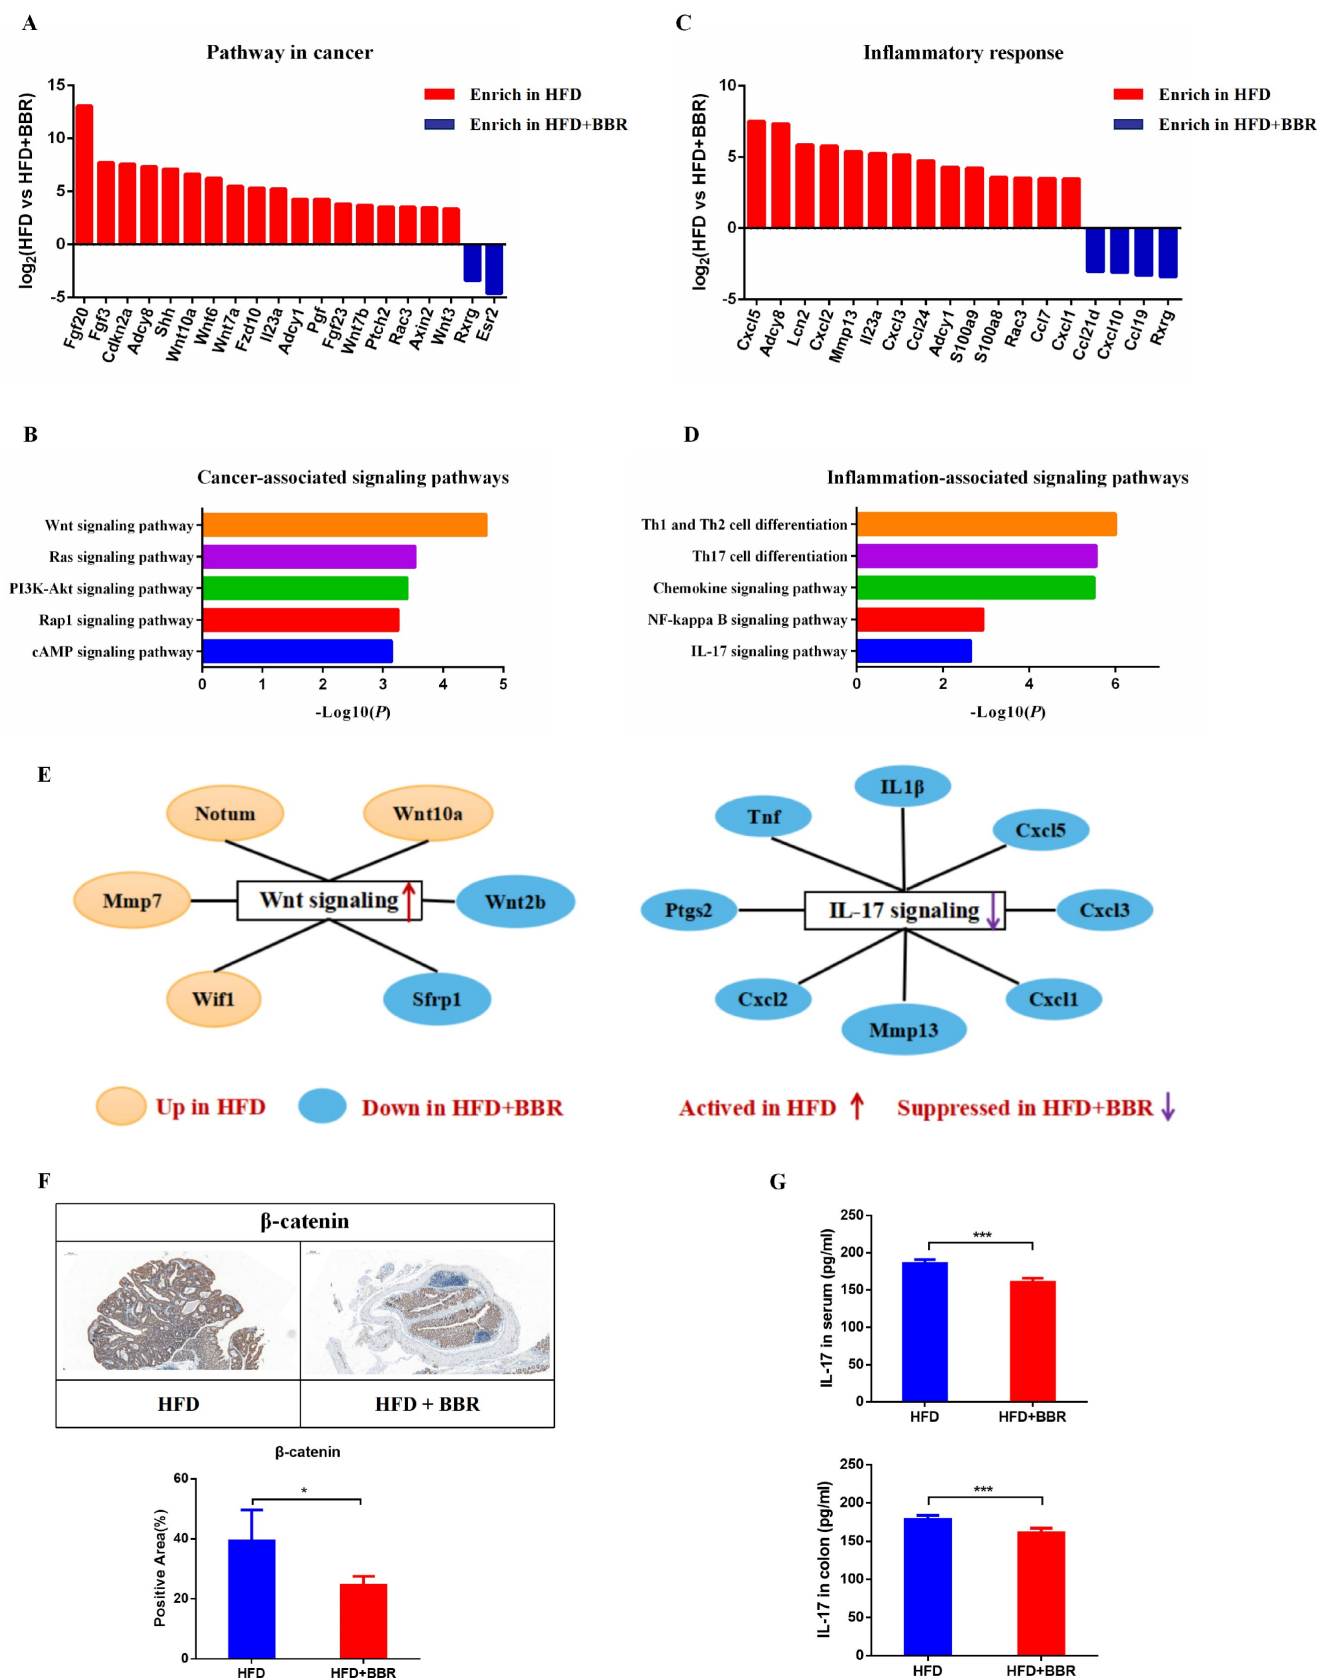 A
Pathway in cancer
log2(HFD vs HFD+BBR)
15
10
5
0
-5
Enrich in HFD
Enrich in HFD+BBR
Fgf20
Fgf3
Cdkn2a
Adcy8
Shh
Wnt10a
Wnt6
Wnt7a
Fzd10
Il23a
Adcy1
Pgf
Fgf23
Wnt7b
Ptch2
Rac3
Axin2
Wnt3
Rxrg
Esr2
C
Inflammatory response
log2(HFD vs HFD+BBR)
10
5
0
-5
Enrich in HFD
Enrich in HFD+BBR
Cxcl5
Adcy8
Lcn2
Cxcl2
Mmp13
Il23a
Cxcl3
Ccl24
Adcy1
S100a9
S100a8
Rac3
Ccl7
Cxcl1
Ccl21d
Cxcl10
Ccl19
Rxrg
B
Cancer-associated signaling pathways
Wnt signaling pathway
Ras signaling pathway
PI3K-Akt signaling pathway
Rap1 signaling pathway
cAMP signaling pathway
0 1 2 3 4 5
-Log10(P)
D
Inflammation-associated signaling pathways
Th1 and Th2 cell differentiation
Th17 cell differentiation
Chemokine signaling pathway
NF-kappa B signaling pathway
IL-17 signaling pathway
0 2 4 6
-Log10(P)
E
Notum
Wnt10a
Mmp7
Wnt signaling
Wnt2b
Wif1
Sfrp1
IL1β
Tnf
Cxcl5
Ptgs2
IL-17 signaling
Cxcl3
Cxcl2
Cxcl1
Mmp13
Up in HFD
Down in HFD+BBR
Actived in HFD
Suppressed in HFD+BBR
F
β-catenin
HFD
HFD + BBR
β-catenin
Positive Area(%)
60
40
20
0
*
HFD
HFD+BBR
G
IL-17 in serum (pg/ml)
250
200
150
100
50
0
***
HFD
HFD+BBR
IL-17 in colon (pg/ml)
250
200
150
100
50
0
***
HFD
HFD+BBR